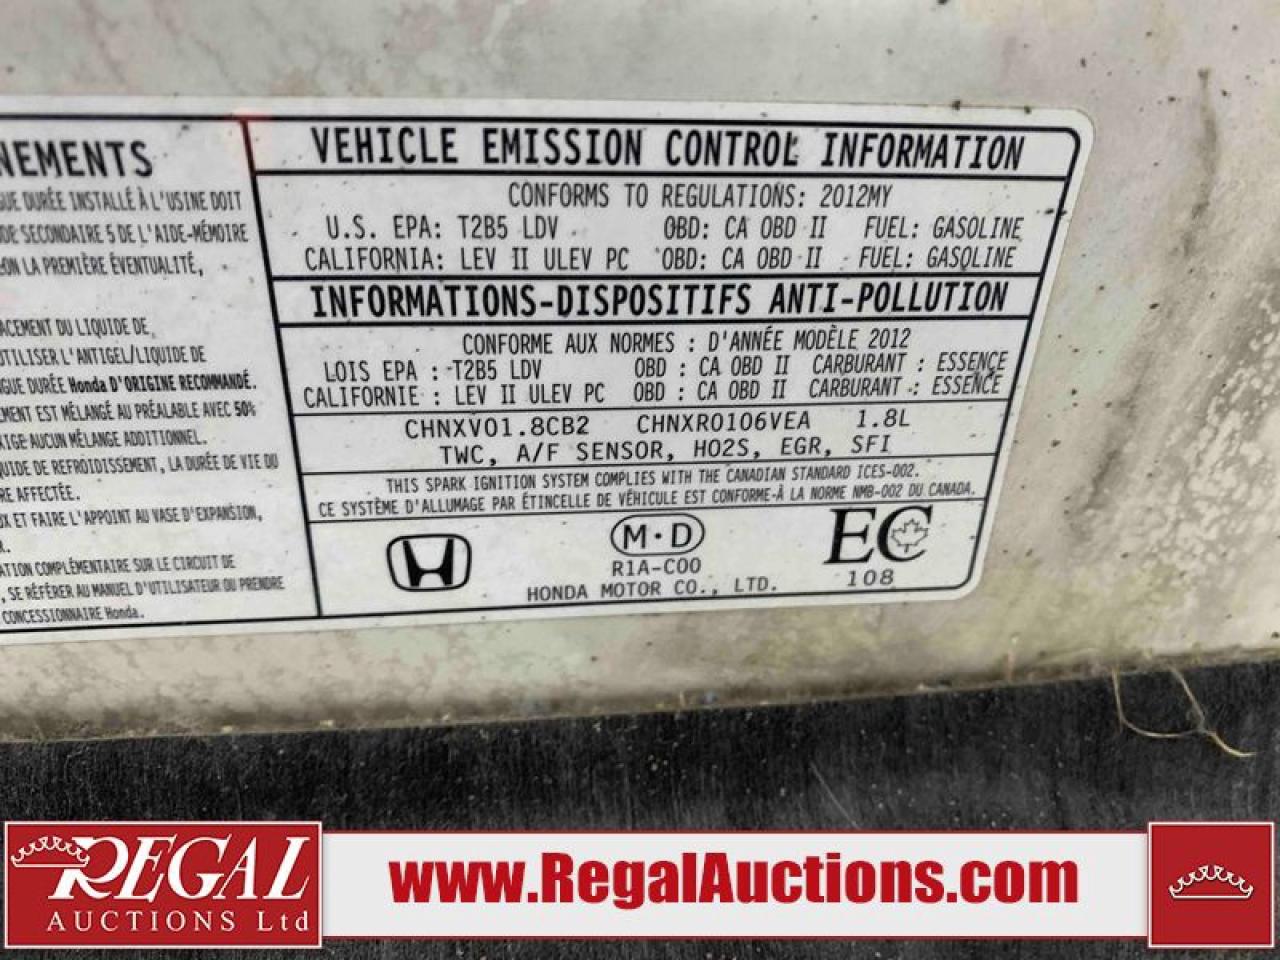 NEMENTS
GUE DURÉE INSTALLÉ À L'USINE DOIT
DE SECONDAIRE 5 DE L'AIDE-MÉMOIRE
ON LA PREMIÈRE ÉVENTUALITÉ,
ACEMENT DU LIQUIDE DE
UTILISER L'ANTIGEL/LIQUIDE DE
GUE DURÉE Honda D'ORIGINE RECOMMANDÉ.
EMENT EST MÉLANGÉ AU PRÉALABLE AVEC 50%
XIGE AUCUN MÉLANGE ADDITIONNEL.
QUIDE DE REFROIDISSEMENT, LA DURÉE DE VIE DU
RE AFFECTÉE.
UX ET FAIRE L'APPOINT AU VASE D'EXPANSION,
R.
ATION COMPLÉMENTAIRE SUR LE CIRCUIT DE
, SE RÉFÉRER AU MANUEL D'UTILISATEUR OU PRENDRE
CONCESSIONNAIRE Honda.
VEHICLE EMISSION CONTROL INFORMATION
CONFORMS TO REGULATIONS: 2012MY
U.S. EPA: T2B5 LDV OBD: CA OBD II FUEL: GASOLINE
CALIFORNIA: LEV II ULEV PC OBD: CA OBD II FUEL: GASOLINE
INFORMATIONS-DISPOSITIFS ANTI-POLLUTION
CONFORME AUX NORMES : D'ANNÉE MODÈLE 2012
LOIS EPA : T2B5 LDV OBD : CA OBD II CARBURANT : ESSENCE
CALIFORNIE : LEV II ULEV PC OBD : CA OBD II CARBURANT : ESSENCE
CHNXV01.8CB2 CHNXR0106VEA 1.8L
TWC, A/F SENSOR, HO2S, EGR, SFI
THIS SPARK IGNITION SYSTEM COMPLIES WITH THE CANADIAN STANDARD ICES-002.
CE SYSTÈME D'ALLUMAGE PAR ÉTINCELLE DE VÉHICULE EST CONFORME À LA NORME NMB-002 DU CANADA.
M·D
R1A-C00
HONDA MOTOR CO., LTD.
EC
108
REGAL
AUCTIONS Ltd
www.RegalAuctions.com